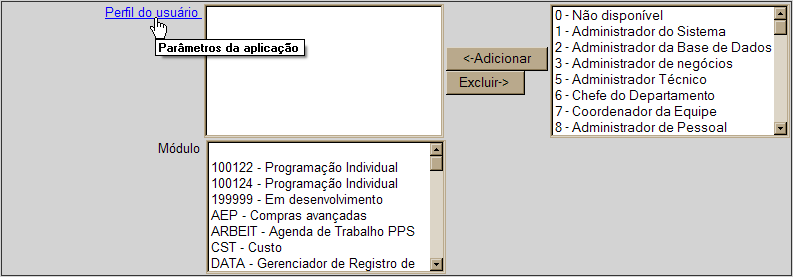 Perfil do usuário
Parâmetros da aplicação
<-Adicionar
Excluir->
0 - Não disponível
1 - Administrador do Sistema
2 - Administrador da Base de Dados
3 - Administrador de negócios
5 - Administrador Técnico
6 - Chefe do Departamento
7 - Coordenador da Equipe
8 - Administrador de Pessoal
Módulo
100122 - Programação Individual
100124 - Programação Individual
199999 - Em desenvolvimento
AEP - Compras avançadas
ARBEIT - Agenda de Trabalho PPS
CST - Custo
DATA - Gerenciador de Registro de